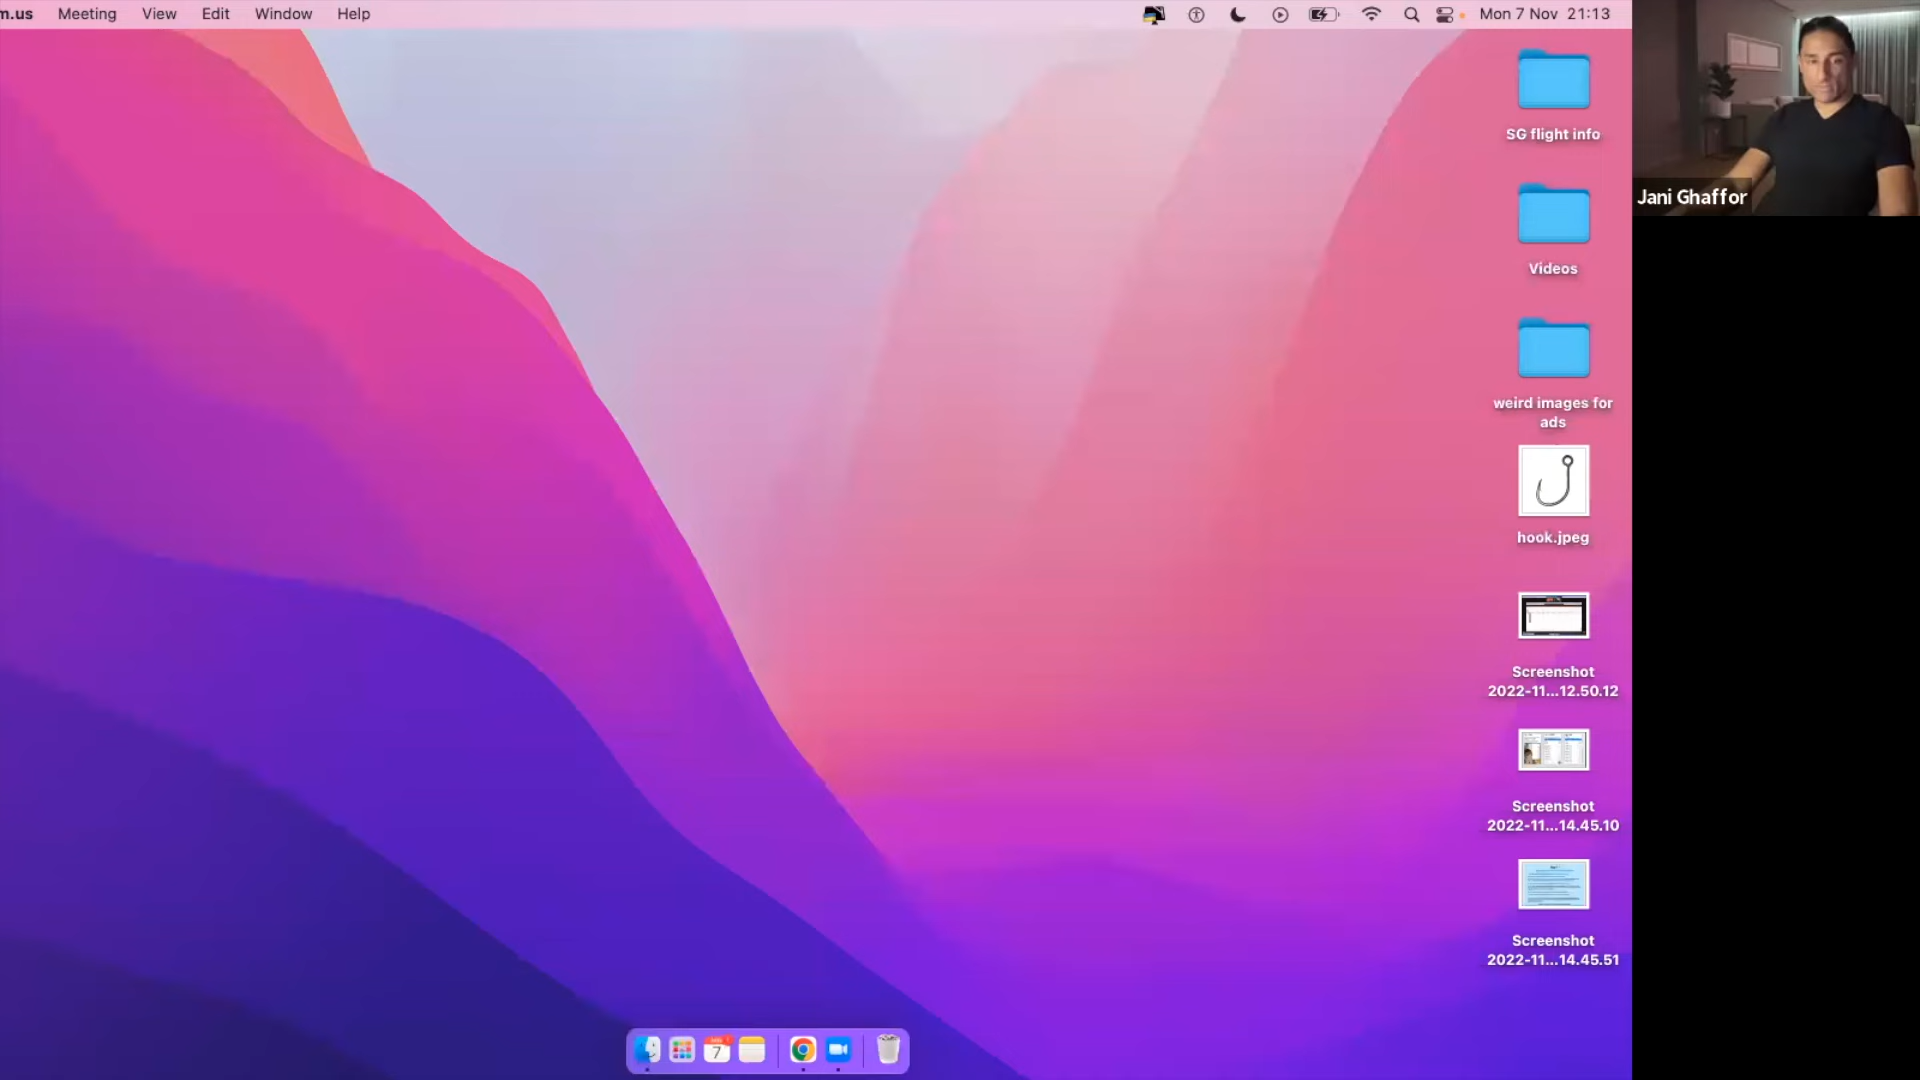 m.us Meeting View Edit Window Help Mon 7 Nov 21:13
SG flight info
Jani Ghaffor
Videos
weird images for
ads
hook.jpeg
Screenshot
2022-11...12.50.12
Screenshot
2022-11...14.45.10
Screenshot
2022-11...14.45.51
7